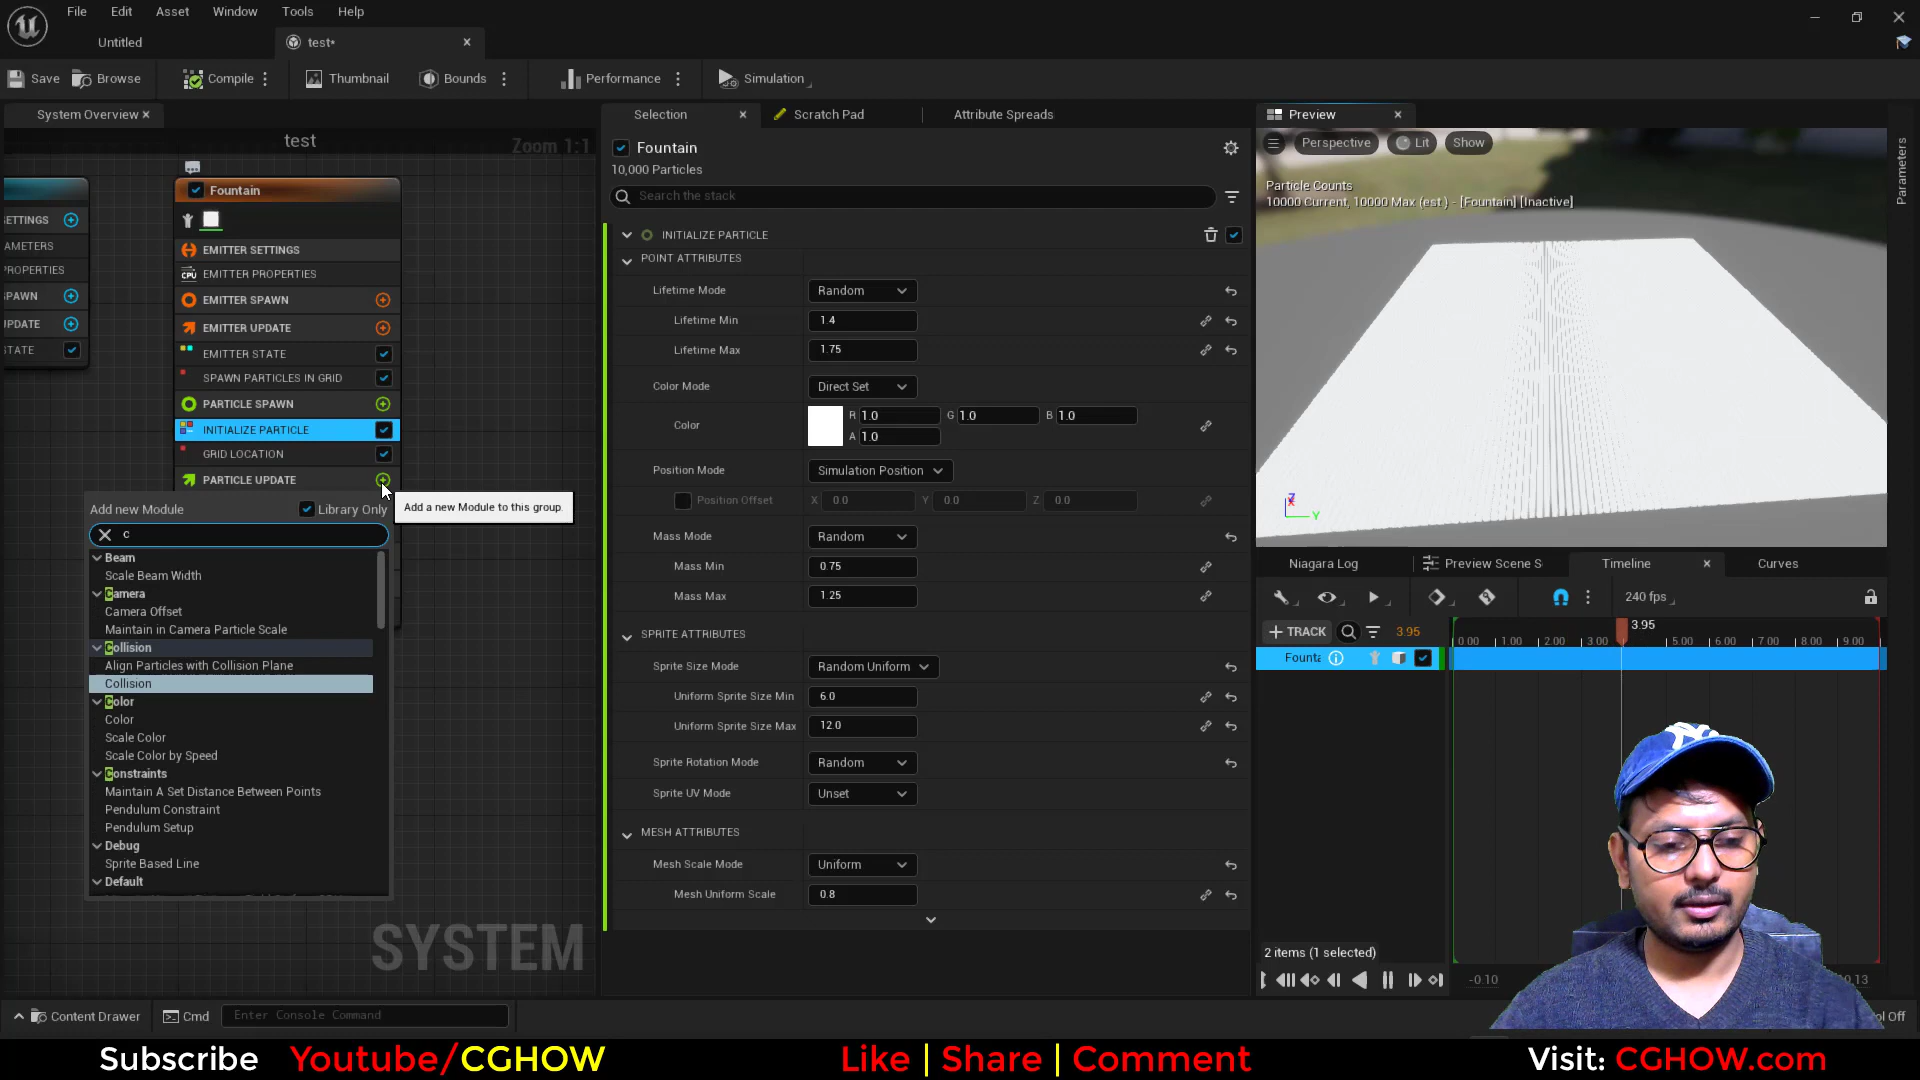 File Edit Asset Window Tools Help
Untitled
test*
Save Browse Compile Thumbnail Bounds Performance Simulation
System Overview
test
Zoom 1:1
Fountain
EMITTER SETTINGS
EMITTER PROPERTIES
EMITTER SPAWN
EMITTER UPDATE
EMITTER STATE
SPAWN PARTICLES IN GRID
PARTICLE SPAWN
INITIALIZE PARTICLE
GRID LOCATION
PARTICLE UPDATE
ETTINGS
AMETERS
ROPERTIES
SPAWN
UPDATE
STATE
Add new Module Library Only
Add a new Module to this group.
c
Beam
Scale Beam Width
Camera
Camera Offset
Maintain in Camera Particle Scale
Collision
Align Particles with Collision Plane
Collision
Color
Color
Scale Color
Scale Color by Speed
Constraints
Maintain A Set Distance Between Points
Pendulum Constraint
Pendulum Setup
Debug
Sprite Based Line
Default
SYSTEM
Selection Scratch Pad Attribute Spreads
Fountain
10,000 Particles
Search the stack
INITIALIZE PARTICLE
POINT ATTRIBUTES
Lifetime Mode Random
Lifetime Min 1.4
Lifetime Max 1.75
Color Mode Direct Set
Color R 1.0 G 1.0 B 1.0
A 1.0
Position Mode Simulation Position
Position Offset X 0.0 Y 0.0 Z 0.0
Mass Mode Random
Mass Min 0.75
Mass Max 1.25
SPRITE ATTRIBUTES
Sprite Size Mode Random Uniform
Uniform Sprite Size Min 6.0
Uniform Sprite Size Max 12.0
Sprite Rotation Mode Random
Sprite UV Mode Unset
MESH ATTRIBUTES
Mesh Scale Mode Uniform
Mesh Uniform Scale 0.8
Preview
Perspective Lit Show
Particle Counts
10000 Current, 10000 Max (est.) - [Fountain] [Inactive]
Z
X
Y
Parameters
Niagara Log Preview Scene S Timeline Curves
240 fps
TRACK 3.95
3.95
0.00 1.00 2.00 3.00 5.00 6.00 7.00 8.00 9.00
Founta
2 items (1 selected)
-0.10
Content Drawer Cmd Enter Console Command
ol Off
Subscribe Youtube/CGHOW Like | Share | Comment Visit: CGHOW.com